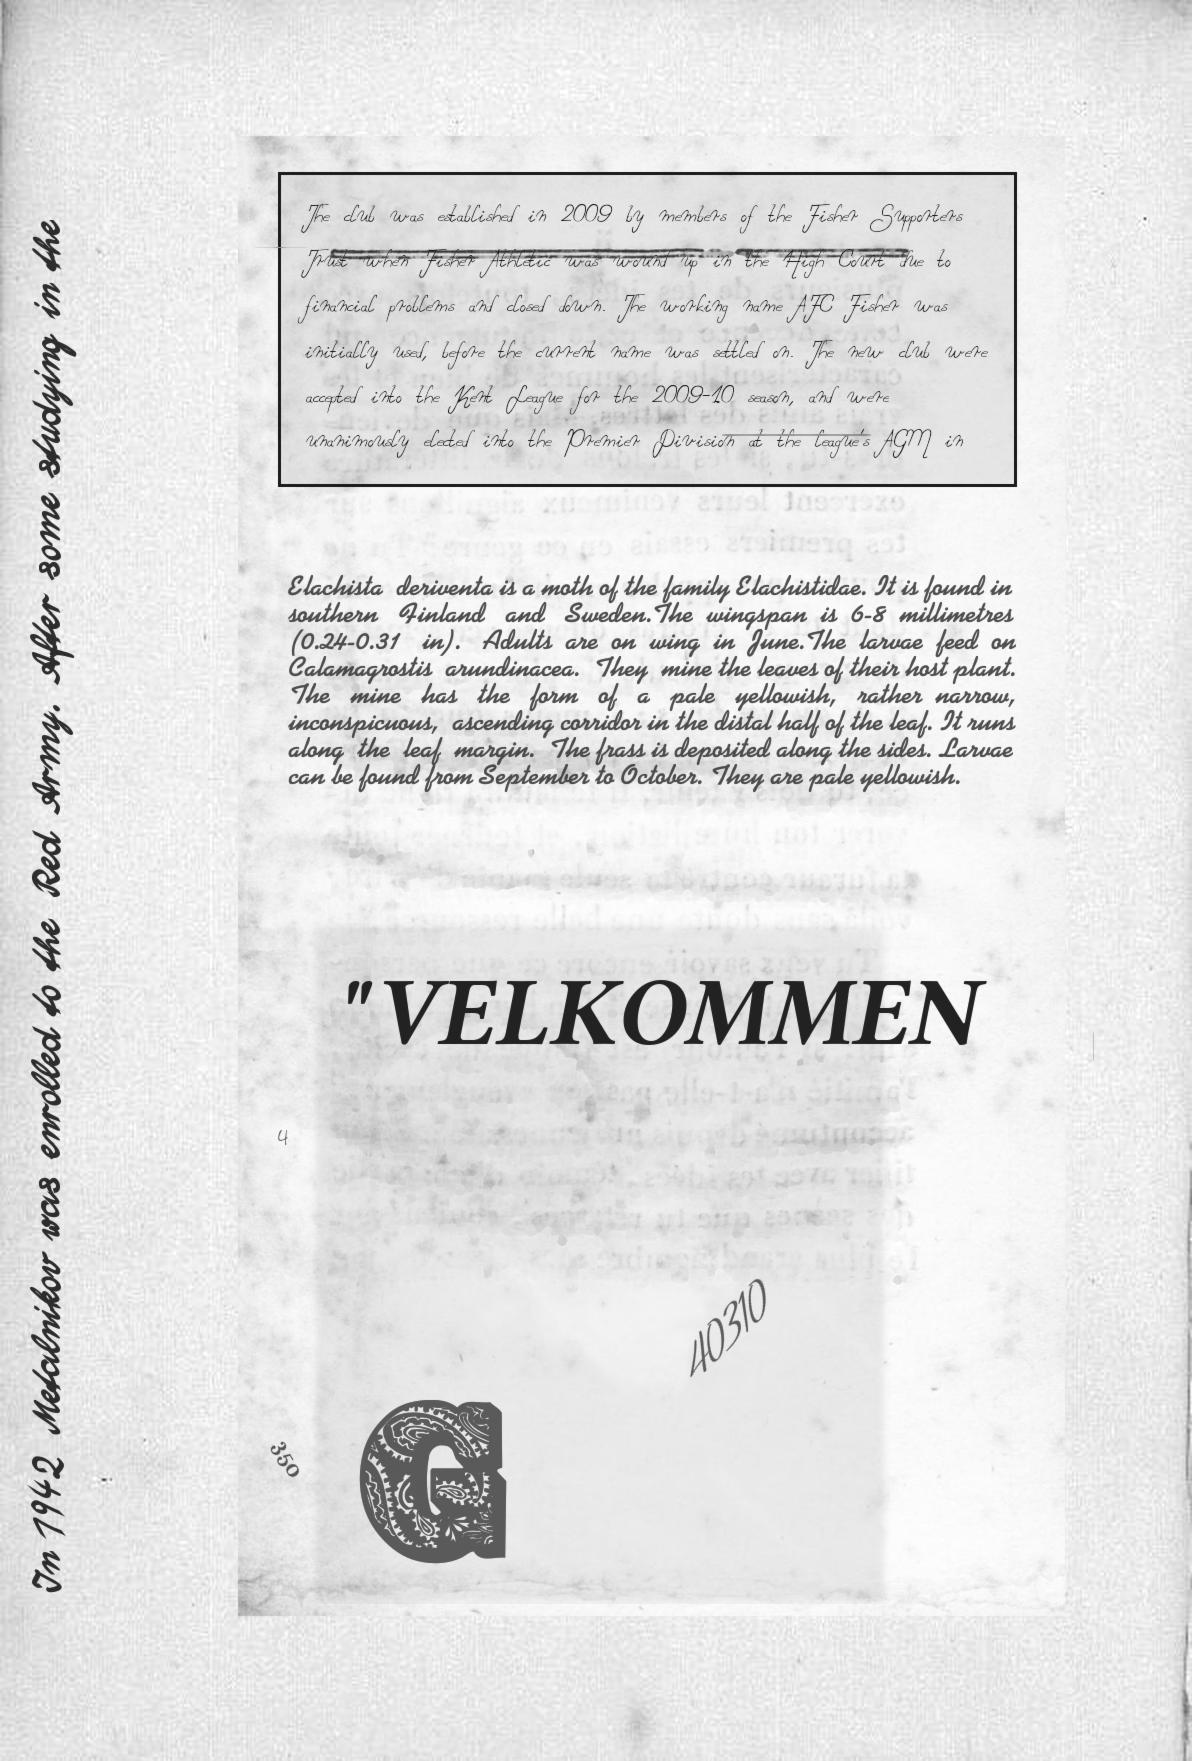 In 1942 Metalnikov was enrolled to the Red Army. After some studying in the
The club was established in 2009 by members of the Fisher Supporters
Trust when Fisher Athletic was wound up in the High Court due to
financial problems and closed down. The working name AFC Fisher was
initially used, before the current name was settled on. The new club were
accepted into the Kent League for the 2009–10 season, and were
unanimously elected into the Premier Division at the league's AGM in
Elachista deriventa is a moth of the family Elachistidae. It is found in
southern Finland and Sweden.The wingspan is 6-8 millimetres
(0.24-0.31 in). Adults are on wing in June.The larvae feed on
Calamagrostis arundinacea. They mine the leaves of their host plant.
The mine has the form of a pale yellowish, rather narrow,
inconspicuous, ascending corridor in the distal half of the leaf. It runs
along the leaf margin. The frass is deposited along the sides. Larvae
can be found from September to October. They are pale yellowish.
"VELKOMMEN
4
40310
350
G